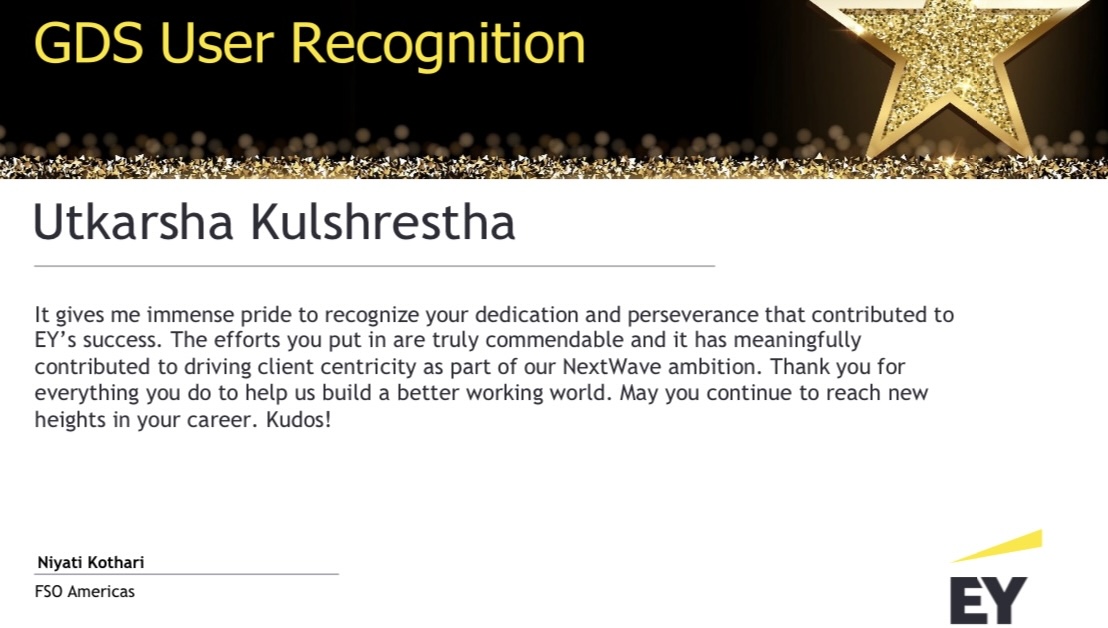 GDS User Recognition
Utkarsha Kulshrestha
It gives me immense pride to recognize your dedication and perseverance that contributed to
EY’s success. The efforts you put in are truly commendable and it has meaningfully
contributed to driving client centricity as part of our NextWave ambition. Thank you for
everything you do to help us build a better working world. May you continue to reach new
heights in your career. Kudos!
Niyati Kothari
FSO Americas
EY